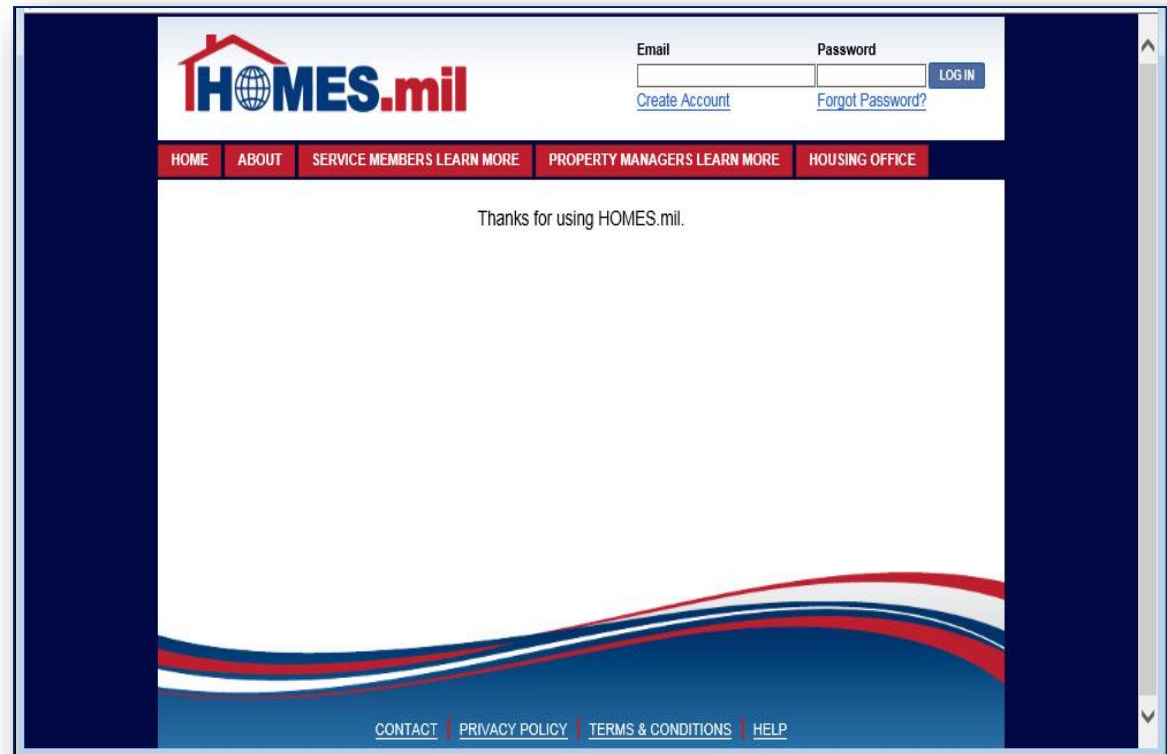 HOMES.mil
Email Password
LOG IN
Create Account Forgot Password?
HOME ABOUT SERVICE MEMBERS LEARN MORE PROPERTY MANAGERS LEARN MORE HOUSING OFFICE
Thanks for using HOMES.mil.
CONTACT | PRIVACY POLICY | TERMS & CONDITIONS | HELP